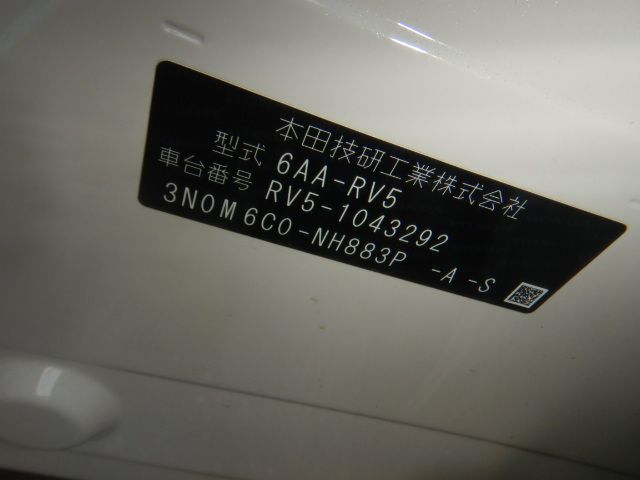 本田技研工業株式会社
型式 6AA-RV5
車台番号 RV5-1043292
3N0M6C0-NH883P -A -S